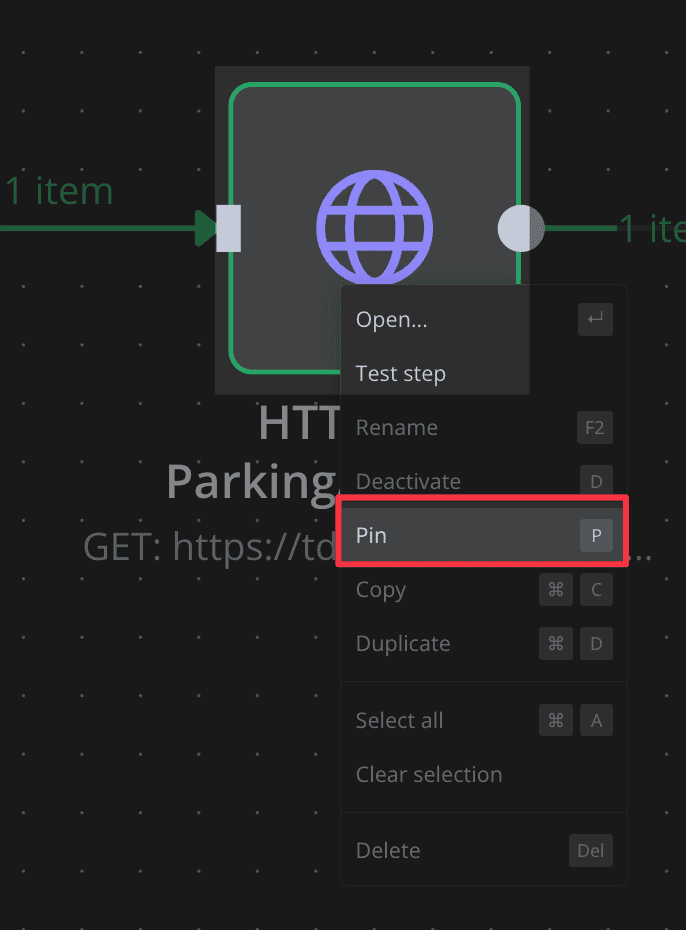 1 item
1 ite
Open...
↵
Test step
HTT
Rename
F2
Parking
Deactivate
D
GET: https://td
...
Pin
P
Copy
⌘ C
Duplicate
⌘ D
Select all
⌘ A
Clear selection
Delete
Del